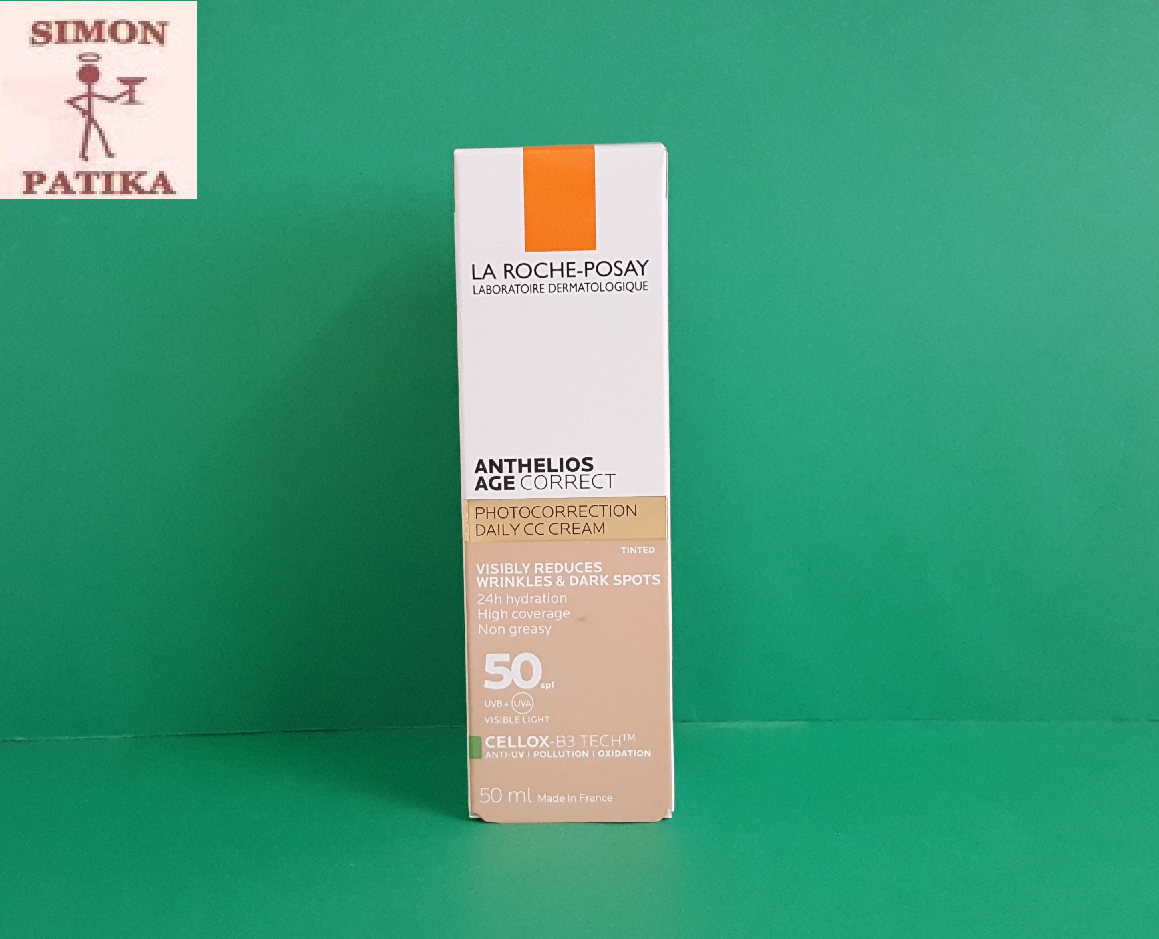 SIMON
PATIKA
LA ROCHE-POSAY
LABORATOIRE DERMATOLOGIQUE
ANTHELIOS
AGE CORRECT
PHOTOCORRECTION
DAILY CC CREAM
TINTED
VISIBLY REDUCES
WRINKLES & DARK SPOTS
24h hydration
High coverage
Non greasy
50 spf
UVB + UVA
VISIBLE LIGHT
CELLOX-B3 TECH™
ANTI-UV | POLLUTION | OXIDATION
50 ml Made in France